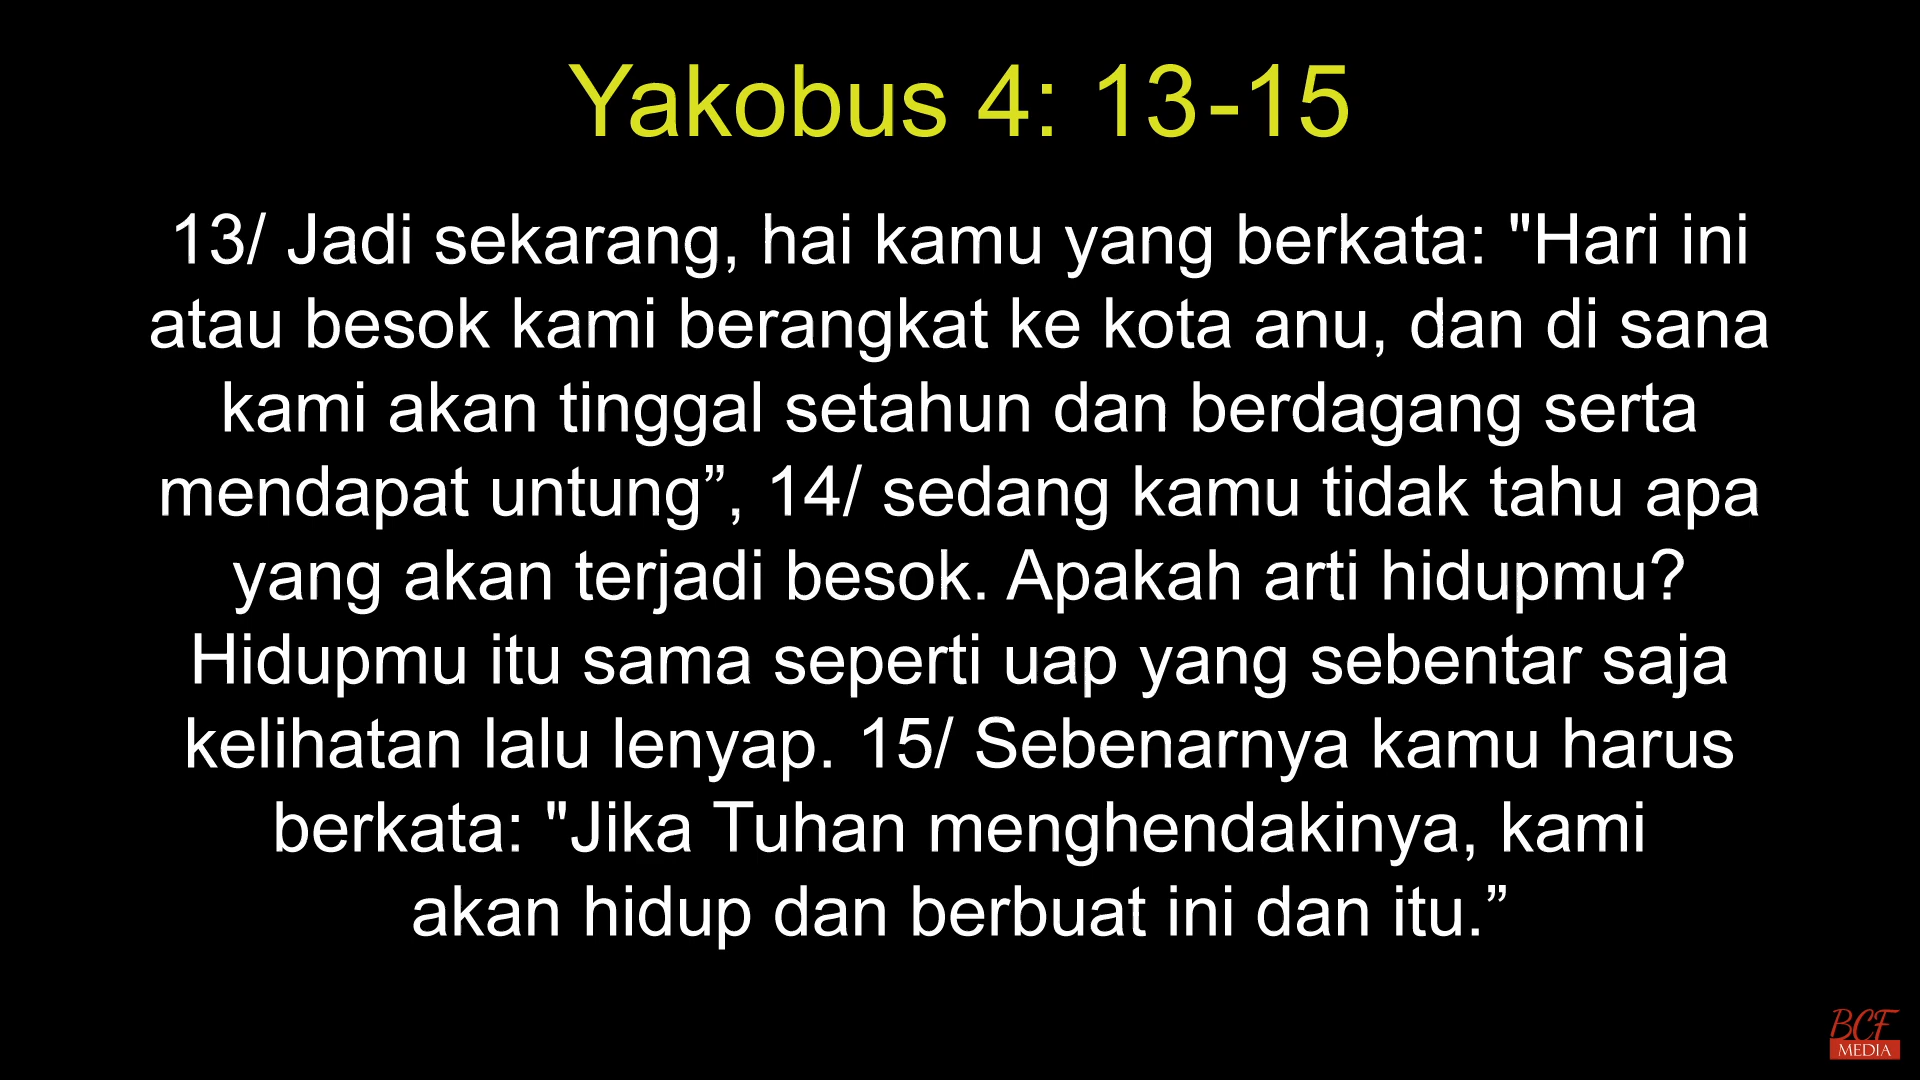 Yakobus 4: 13-15
13/ Jadi sekarang, hai kamu yang berkata: "Hari ini
atau besok kami berangkat ke kota anu, dan di sana
kami akan tinggal setahun dan berdagang serta
mendapat untung”, 14/ sedang kamu tidak tahu apa
yang akan terjadi besok. Apakah arti hidupmu?
Hidupmu itu sama seperti uap yang sebentar saja
kelihatan lalu lenyap. 15/ Sebenarnya kamu harus
berkata: "Jika Tuhan menghendakinya, kami
akan hidup dan berbuat ini dan itu.”
BCF
MEDIA